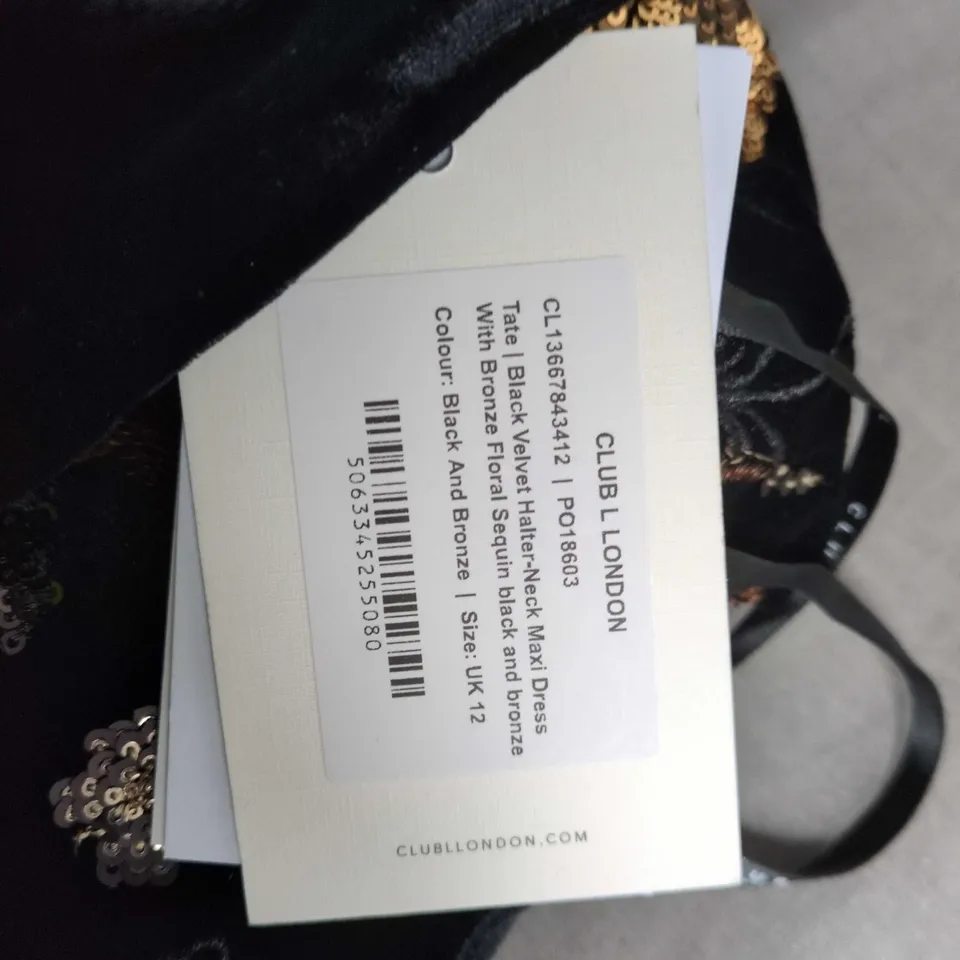 CLUB L LONDON
CL13667843412 | PO18603
Tate | Black Velvet Halter-Neck Maxi Dress
With Bronze Floral Sequin black and bronze
Colour: Black And Bronze | Size: UK 12
5063345255080
CLUBLLONDON.COM